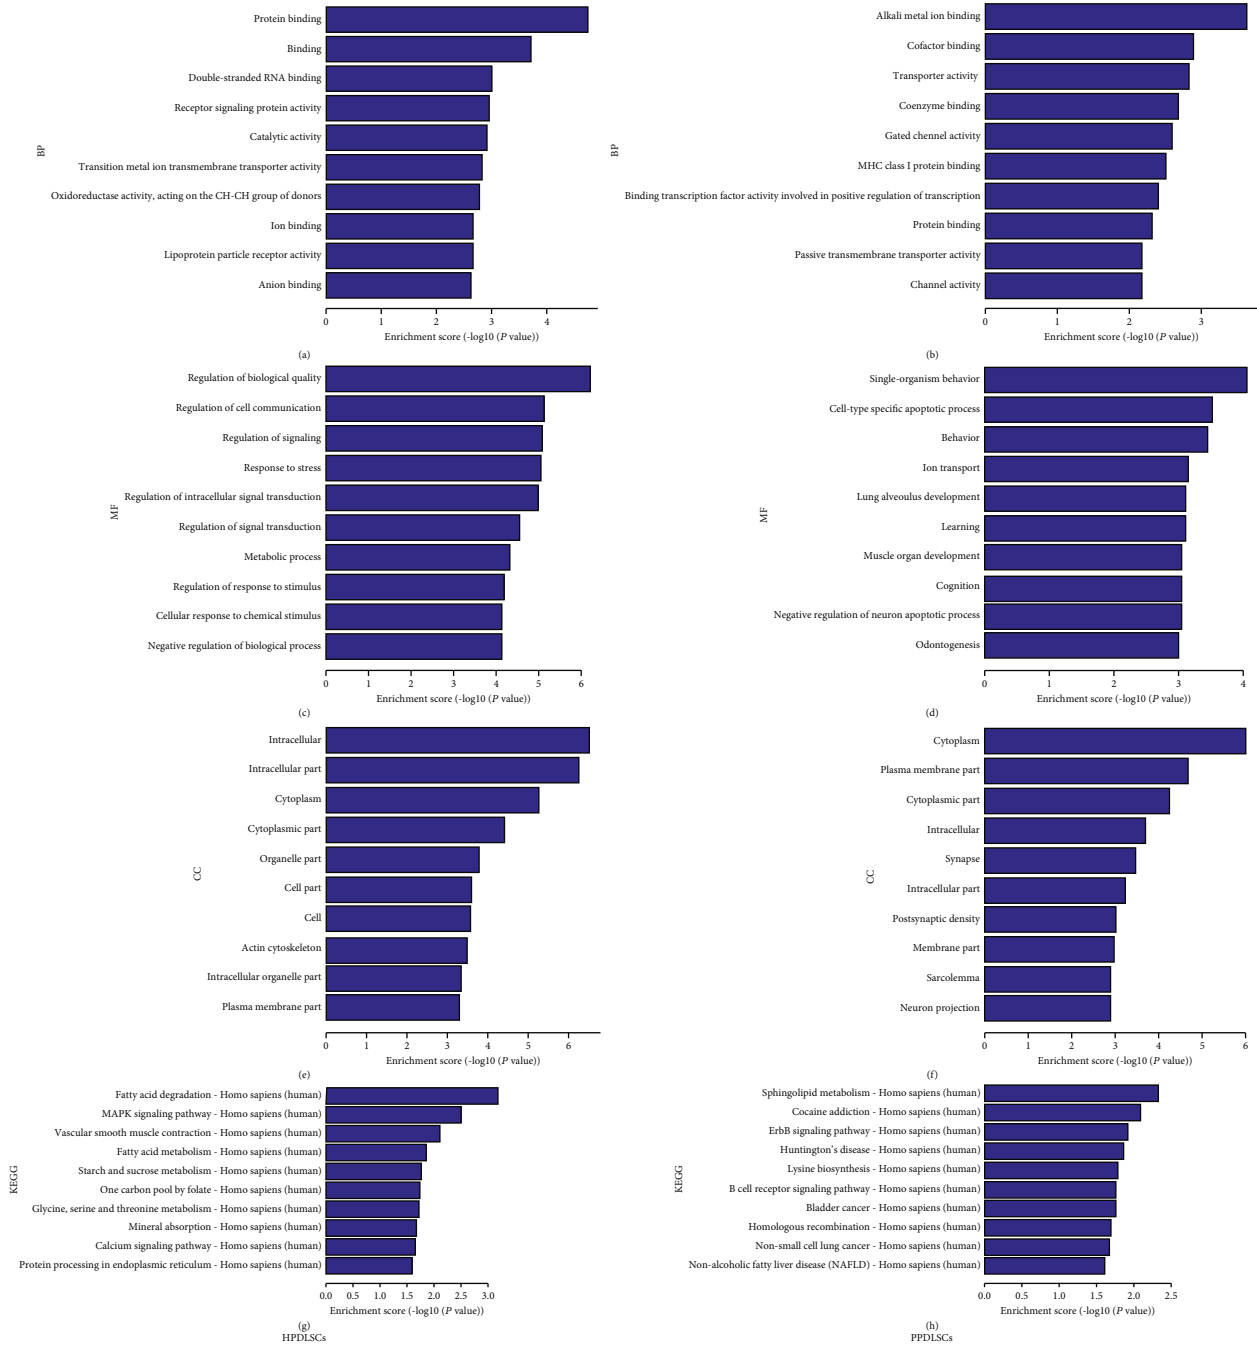 BP
Protein binding
Binding
Double-stranded RNA binding
Receptor signaling protein activity
Catalytic activity
Transition metal ion transmembrane transporter activity
Oxidoreductase activity, acting on the CH-CH group of donors
Ion binding
Lipoprotein particle receptor activity
Anion binding
0 1 2 3 4
Enrichment score (-log10 (P value))
(a)
BP
Alkali metal ion binding
Cofactor binding
Transporter activity
Coenzyme binding
Gated chennel activity
MHC class I protein binding
Binding transcription factor activity involved in positive regulation of transcription
Protein binding
Passive transmembrane transporter activity
Channel activity
0 1 2 3
Enrichment score (-log10 (P value))
(b)
MF
Regulation of biological quality
Regulation of cell communication
Regulation of signaling
Response to stress
Regulation of intracellular signal transduction
Regulation of signal transduction
Metabolic process
Regulation of response to stimulus
Cellular response to chemical stimulus
Negative regulation of biological process
0 1 2 3 4 5 6
Enrichment score (-log10 (P value))
(c)
MF
Single-organism behavior
Cell-type specific apoptotic process
Behavior
Ion transport
Lung alveoulus development
Learning
Muscle organ development
Cognition
Negative regulation of neuron apoptotic process
Odontogenesis
0 1 2 3 4
Enrichment score (-log10 (P value))
(d)
CC
Intracellular
Intracellular part
Cytoplasm
Cytoplasmic part
Organelle part
Cell part
Cell
Actin cytoskeleton
Intracellular organelle part
Plasma membrane part
0 1 2 3 4 5 6
Enrichment score (-log10 (P value))
(e)
CC
Cytoplasm
Plasma membrane part
Cytoplasmic part
Intracellular
Synapse
Intracellular part
Postsynaptic density
Membrane part
Sarcolemma
Neuron projection
0 1 2 3 4 5 6
Enrichment score (-log10 (P value))
(f)
KEGG
Fatty acid degradation - Homo sapiens (human)
MAPK signaling pathway - Homo sapiens (human)
Vascular smooth muscle contraction - Homo sapiens (human)
Fatty acid metabolism - Homo sapiens (human)
Starch and sucrose metabolism - Homo sapiens (human)
One carbon pool by folate - Homo sapiens (human)
Glycine, serine and threonine metabolism - Homo sapiens (human)
Mineral absorption - Homo sapiens (human)
Calcium signaling pathway - Homo sapiens (human)
Protein processing in endoplasmic reticulum - Homo sapiens (human)
0.0 0.5 1.0 1.5 2.0 2.5 3.0
Enrichment score (-log10 (P value))
(g)
HPDLSCs
KEGG
Sphingolipid metabolism - Homo sapiens (human)
Cocaine addiction - Homo sapiens (human)
ErbB signaling pathway - Homo sapiens (human)
Huntington's disease - Homo sapiens (human)
Lysine biosynthesis - Homo sapiens (human)
B cell receptor signaling pathway - Homo sapiens (human)
Bladder cancer - Homo sapiens (human)
Homologous recombination - Homo sapiens (human)
Non-small cell lung cancer - Homo sapiens (human)
Non-alcoholic fatty liver disease (NAFLD) - Homo sapiens (human)
0.0 0.5 1.0 1.5 2.0 2.5
Enrichment score (-log10 (P value))
(h)
PPDLSCs